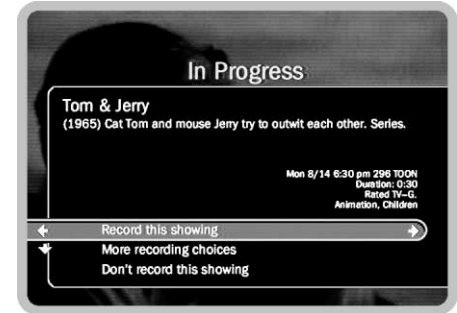 In Progress
Tom & Jerry
(1965) Cat Tom and mouse Jerry try to outwit each other. Series.
Mon 8/14 6:30 pm 296 TOON
Duration: 0:30
Rated TV–G.
Animation, Children
Record this showing
More recording choices
Don't record this showing